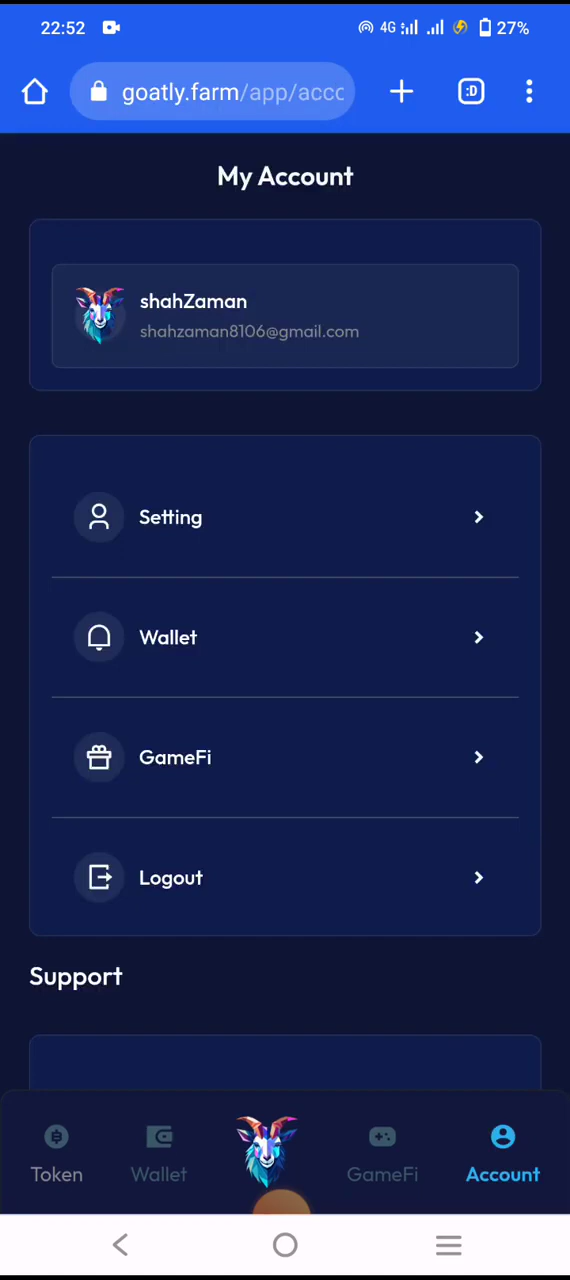 22:52
4G
27%
goatly.farm/app/acco
:D
My Account
shahZaman
shahzaman8106@gmail.com
Setting
Wallet
GameFi
Logout
Support
Token
Wallet
GameFi
Account